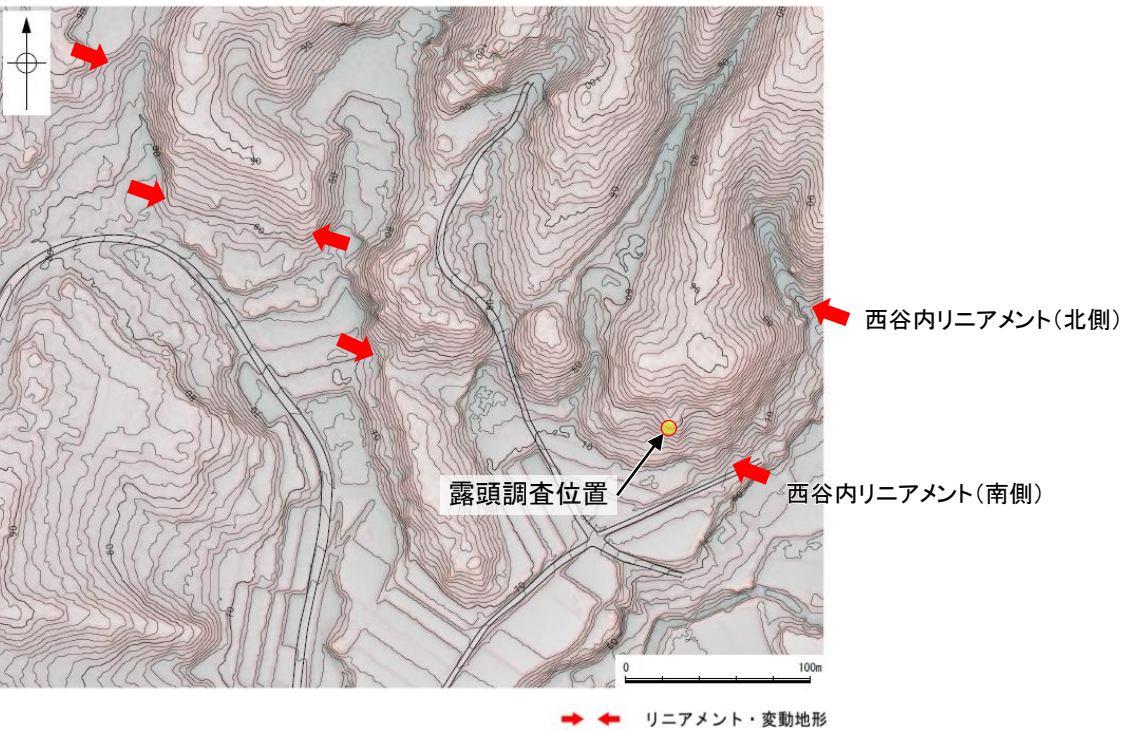 西谷内リニアメント（北側）
露頭調査位置
西谷内リニアメント（南側）
0 100m
リニアメント・変動地形